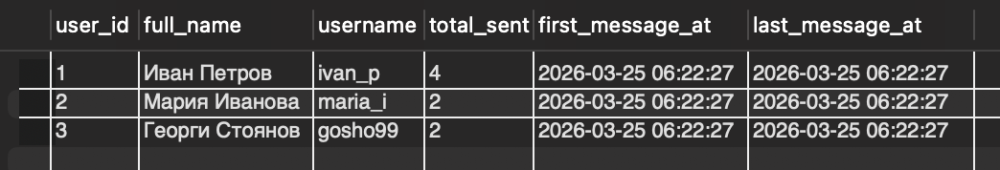 user_id full_name username total_sent first_message_at last_message_at
1 Иван Петров ivan_p 4 2026-03-25 06:22:27 2026-03-25 06:22:27
2 Мария Иванова maria_i 2 2026-03-25 06:22:27 2026-03-25 06:22:27
3 Георги Стоянов gosho99 2 2026-03-25 06:22:27 2026-03-25 06:22:27